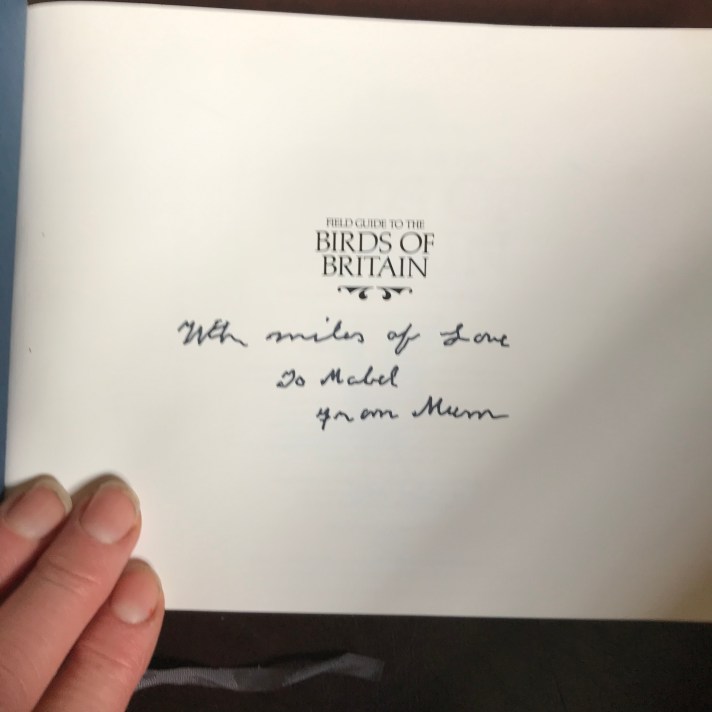 FIELD GUIDE TO THE
BIRDS OF
BRITAIN
With miles of Love
To Mabel
From Mum